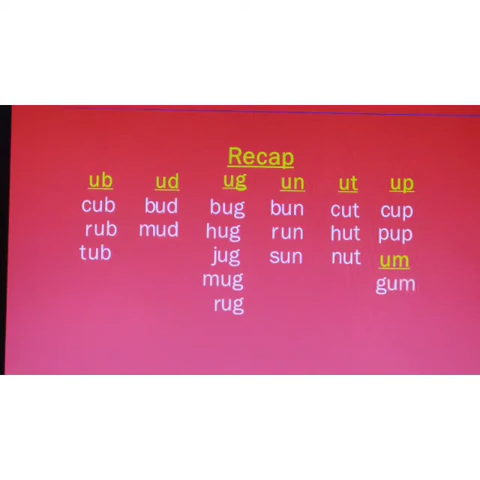 Recap
ub ud ug un ut up
cub bud bug bun cut cup
rub mud hug run hut pup
tub jug sun nut um
mug gum
rug